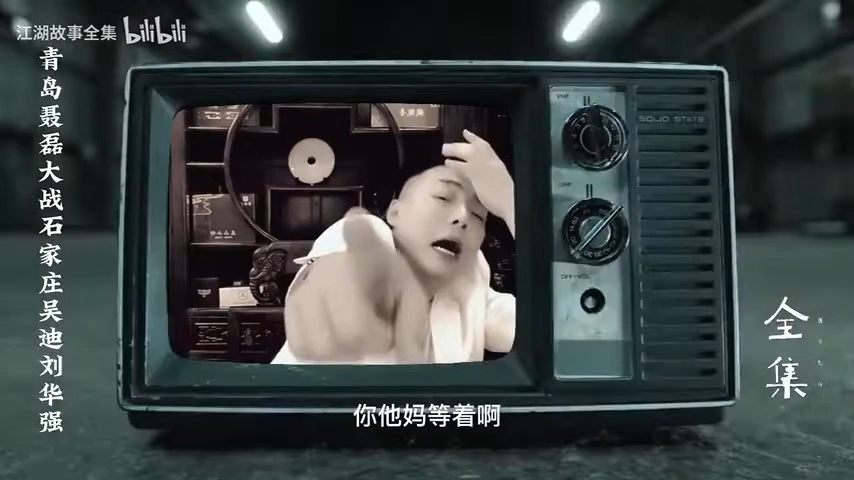 江湖故事全集 bilibili
青岛聂磊大战石家庄吴迪刘华强
SOLID STATE
VHF
OFF-VOL
全集
你他妈等着啊